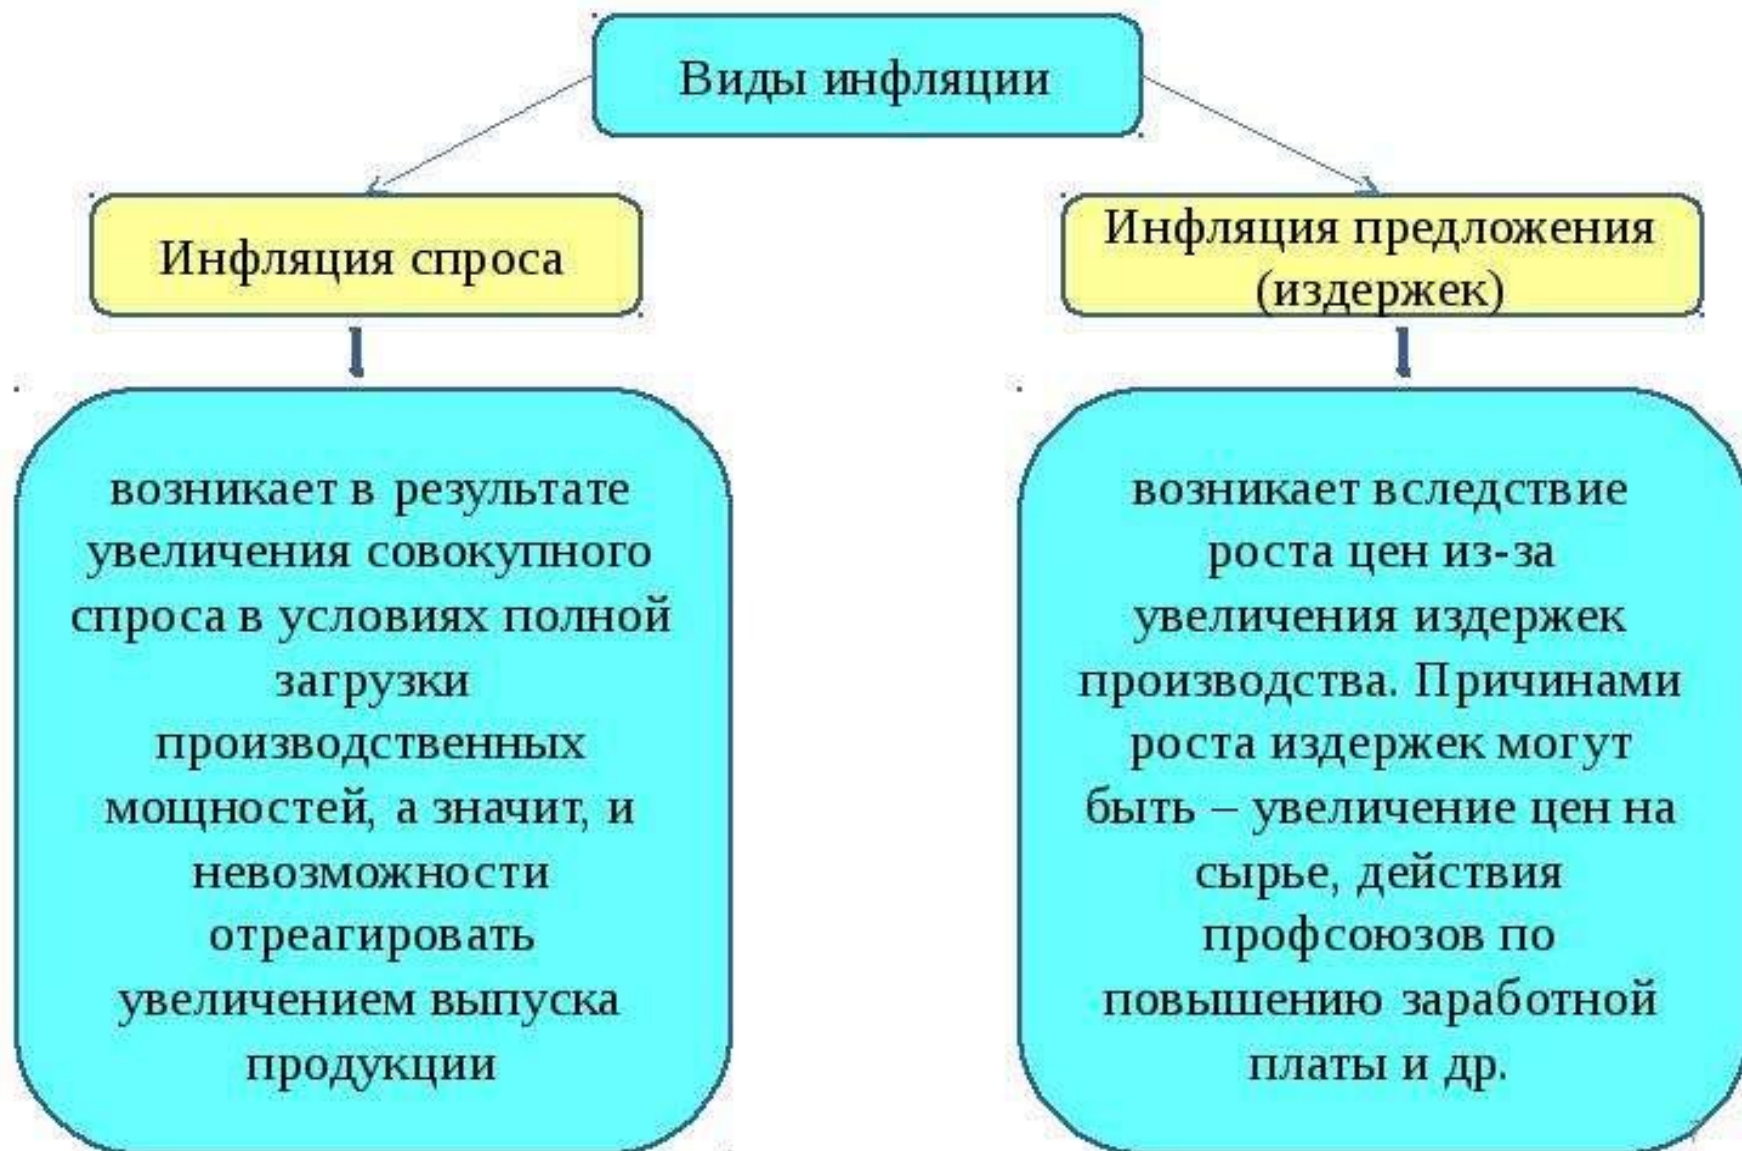 Виды инфляции
Инфляция спроса
возникает в результате
увеличения совокупного
спроса в условиях полной
загрузки
производственных
мощностей, а значит, и
невозможности
отреагировать
увеличением выпуска
продукции
Инфляция предложения
(издержек)
возникает вследствие
роста цен из-за
увеличения издержек
производства. Причинами
роста издержек могут
быть – увеличение цен на
сырье, действия
профсоюзов по
повышению заработной
платы и др.